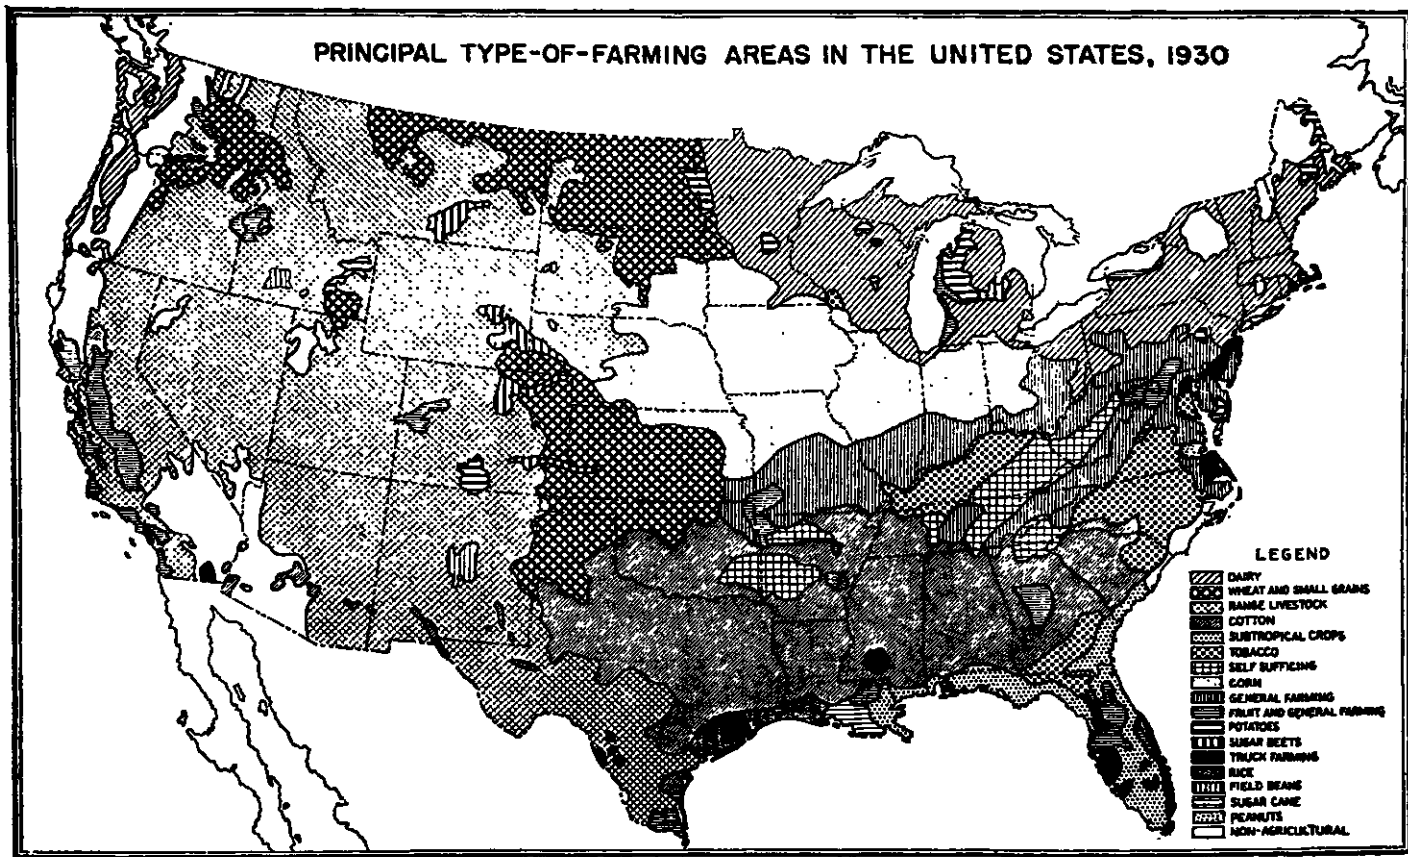 PRINCIPAL TYPE-OF-FARMING AREAS IN THE UNITED STATES, 1930
LEGEND
DAIRY
WHEAT AND SMALL GRAINS
RANGE LIVESTOCK
COTTON
SUBTROPICAL CROPS
TOBACCO
SELF SUFFICING
CORN
GENERAL FARMING
FRUIT AND GENERAL FARMING
POTATOES
SUGAR BEETS
TRUCK FARMING
RICE
FIELD BEANS
SUGAR CANE
PEANUTS
NON-AGRICULTURAL